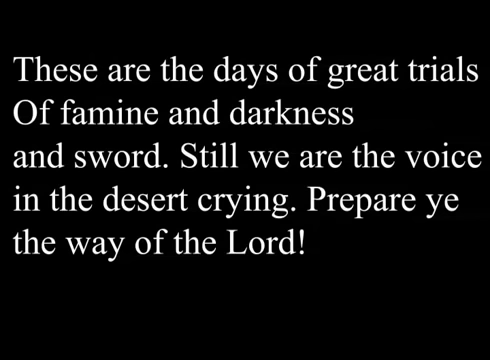 These are the days of great trials
Of famine and darkness
and sword. Still we are the voice
in the desert crying. Prepare ye
the way of the Lord!